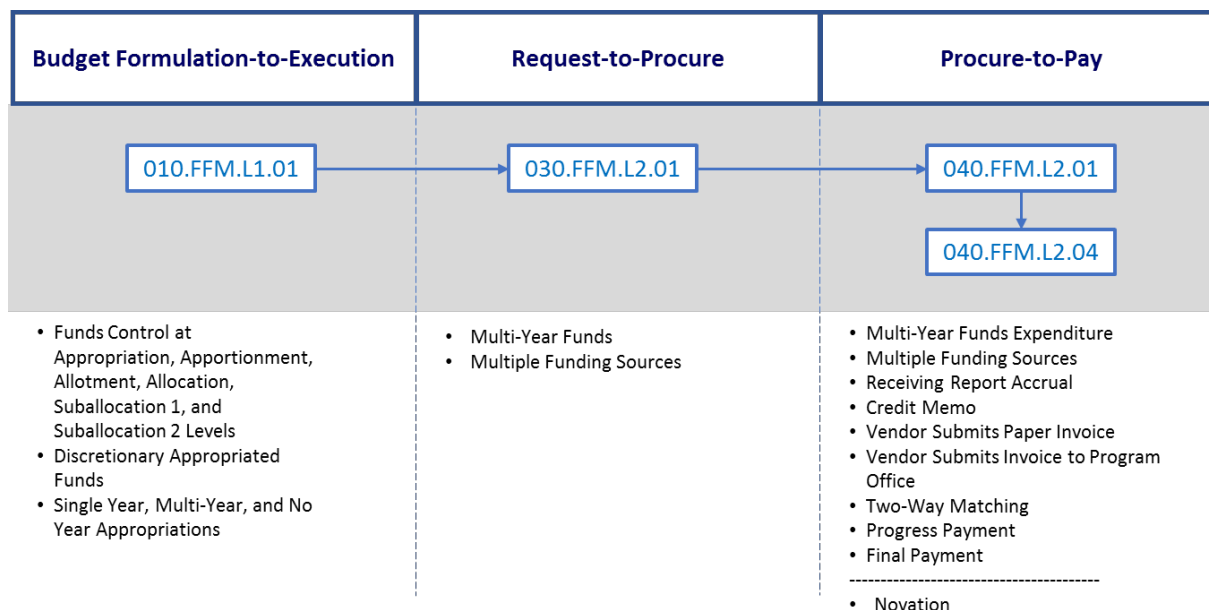 Budget Formulation-to-Execution
Request-to-Procure
Procure-to-Pay
010.FFM.L1.01
030.FFM.L2.01
040.FFM.L2.01
040.FFM.L2.04
• Funds Control at
Appropriation, Apportionment,
Allotment, Allocation,
Suballocation 1, and
Suballocation 2 Levels
• Discretionary Appropriated
Funds
• Single Year, Multi-Year, and No
Year Appropriations
• Multi-Year Funds
• Multiple Funding Sources
• Multi-Year Funds Expenditure
• Multiple Funding Sources
• Receiving Report Accrual
• Credit Memo
• Vendor Submits Paper Invoice
• Vendor Submits Invoice to Program
Office
• Two-Way Matching
• Progress Payment
• Final Payment
----------------------------------------
• Novation